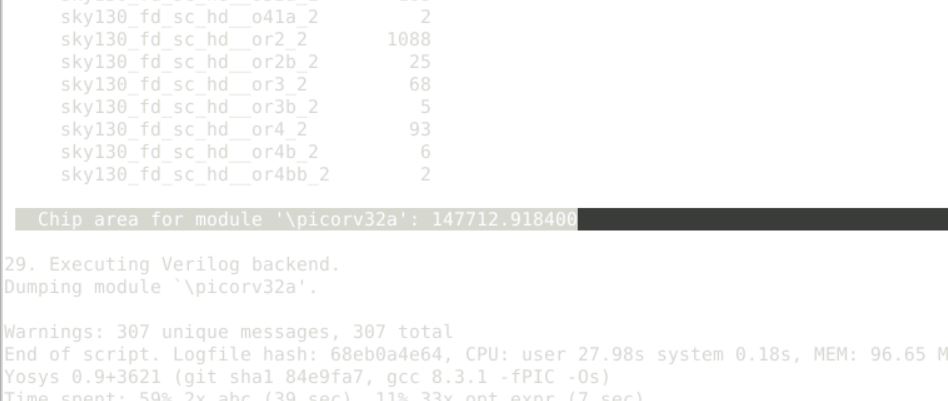 sky130_fd_sc_hd__o41a_2 2
sky130_fd_sc_hd__or2_2 1088
sky130_fd_sc_hd__or2b_2 25
sky130_fd_sc_hd__or3_2 68
sky130_fd_sc_hd__or3b_2 5
sky130_fd_sc_hd__or4_2 93
sky130_fd_sc_hd__or4b_2 6
sky130_fd_sc_hd__or4bb_2 2
Chip area for module '\picorv32a': 147712.918400
29. Executing Verilog backend.
Dumping module `\picorv32a'.
Warnings: 307 unique messages, 307 total
End of script. Logfile hash: 68eb0a4e64, CPU: user 27.98s system 0.18s, MEM: 96.65 M
Yosys 0.9+3621 (git sha1 84e9fa7, gcc 8.3.1 -fPIC -Os)
Time spent: 59% 2x abc (39 sec), 11% 33x opt_expr (7 sec)